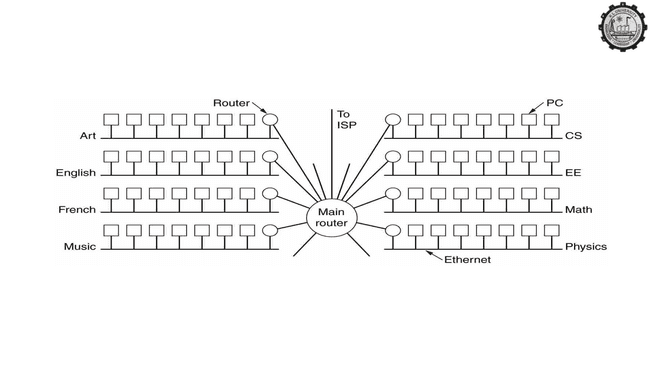 Router
To
ISP
PC
Art
CS
English
EE
French
Main
router
Math
Music
Physics
Ethernet